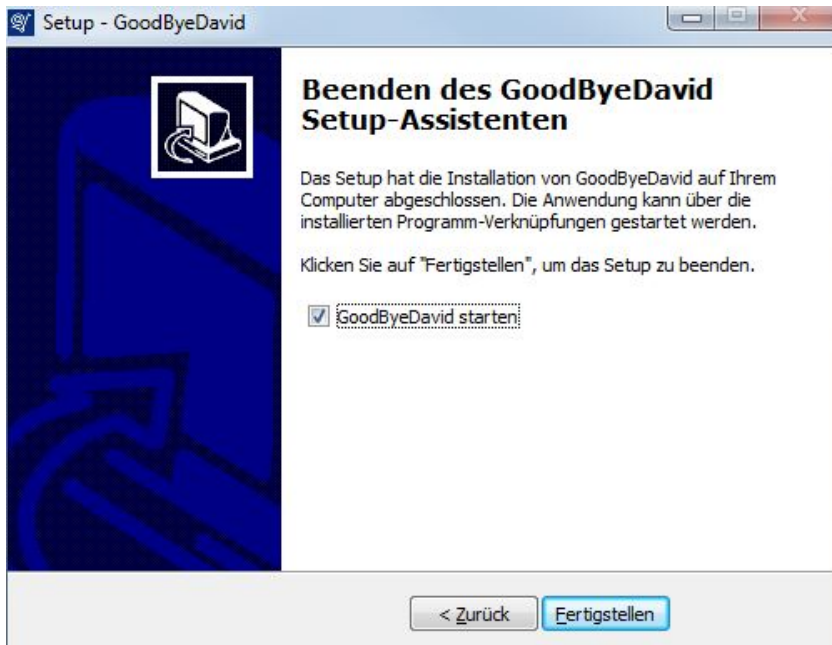 Setup - GoodByeDavid
Beenden des GoodByeDavid
Setup-Assistenten
Das Setup hat die Installation von GoodByeDavid auf Ihrem
Computer abgeschlossen. Die Anwendung kann über die
installierten Programm-Verknüpfungen gestartet werden.
Klicken Sie auf "Fertigstellen", um das Setup zu beenden.
GoodByeDavid starten
< Zurück Fertigstellen